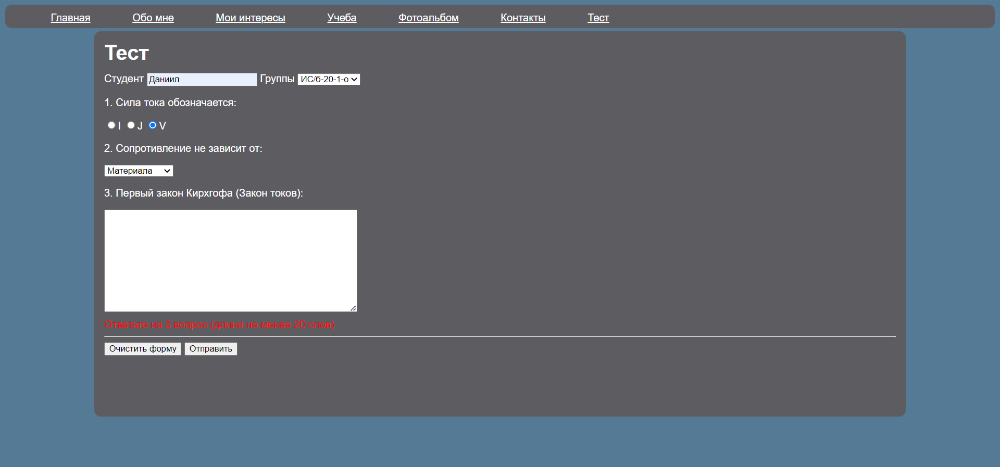 Главная Обо мне Мои интересы Учеба Фотоальбом Контакты Тест
Тест
Студент Даниил Группы ИС/б-20-1-о
1. Сила тока обозначается:
I J V
2. Сопротивление не зависит от:
Материала
3. Первый закон Кирхгофа (Закон токов):
Ответьте на 3 вопрос (длина не менее 20 слов)
Очистить форму Отправить